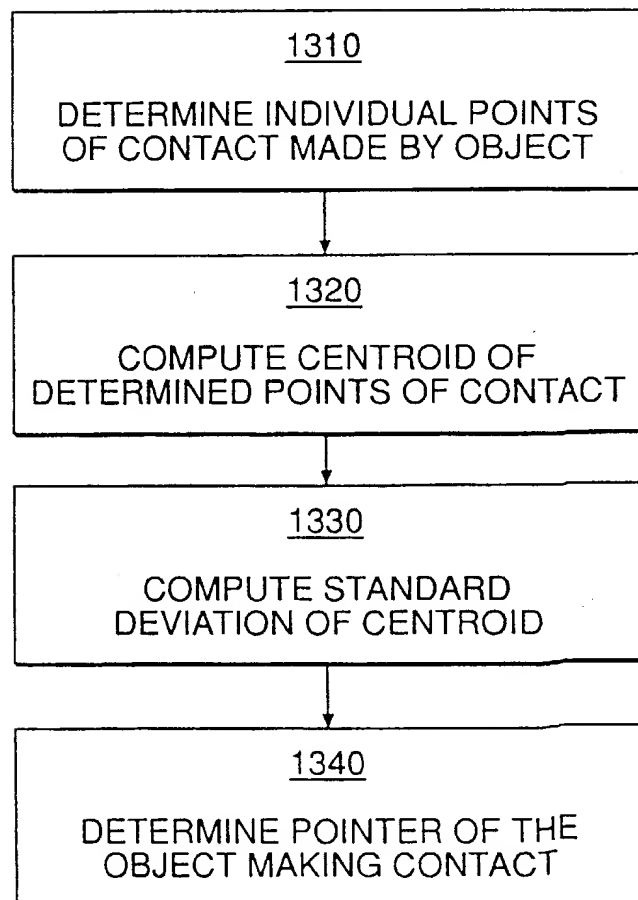 1310
DETERMINE INDIVIDUAL POINTS
OF CONTACT MADE BY OBJECT
1320
COMPUTE CENTROID OF
DETERMINED POINTS OF CONTACT
1330
COMPUTE STANDARD
DEVIATION OF CENTROID
1340
DETERMINE POINTER OF THE
OBJECT MAKING CONTACT